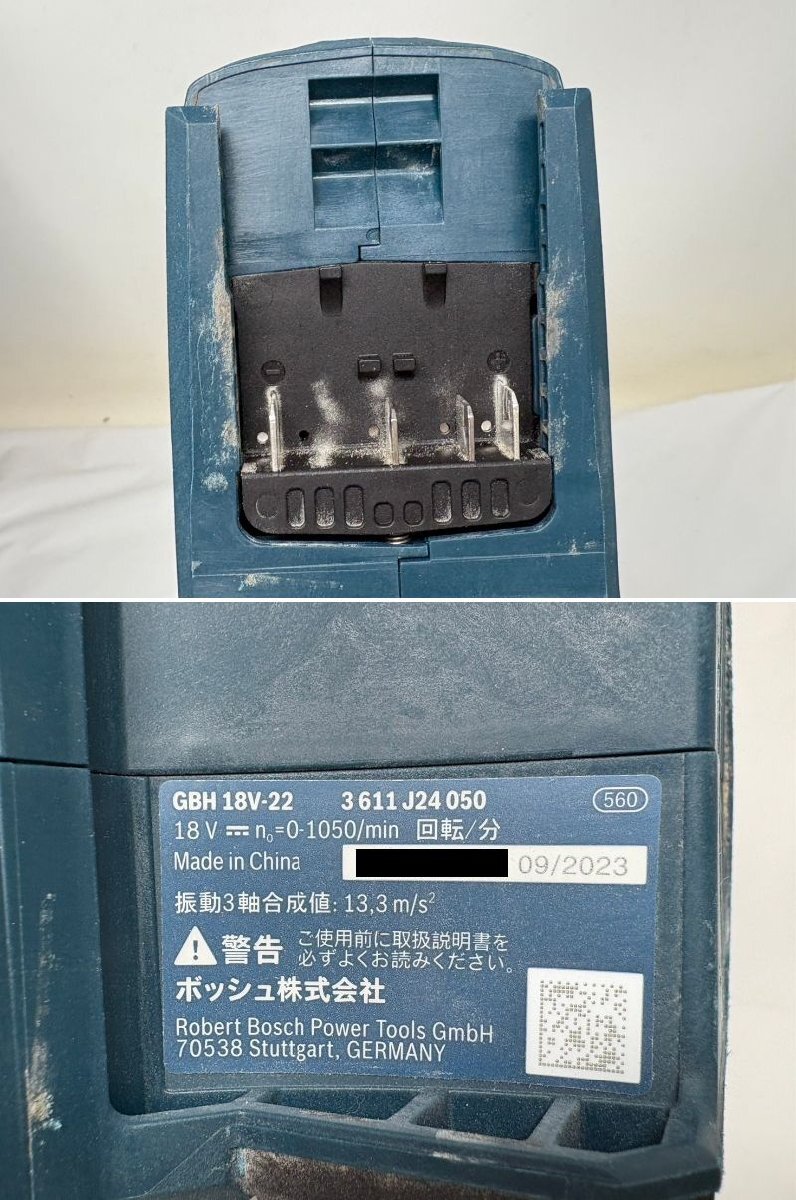 GBH 18V-22 3 611 J24 050 560
18 V ⎓ n₀=0-1050/min 回転/分
Made in China 09/2023
振動3軸合成値: 13,3 m/s²
警告 ご使用前に取扱説明書を
必ずよくお読みください。
ボッシュ株式会社
Robert Bosch Power Tools GmbH
70538 Stuttgart, GERMANY